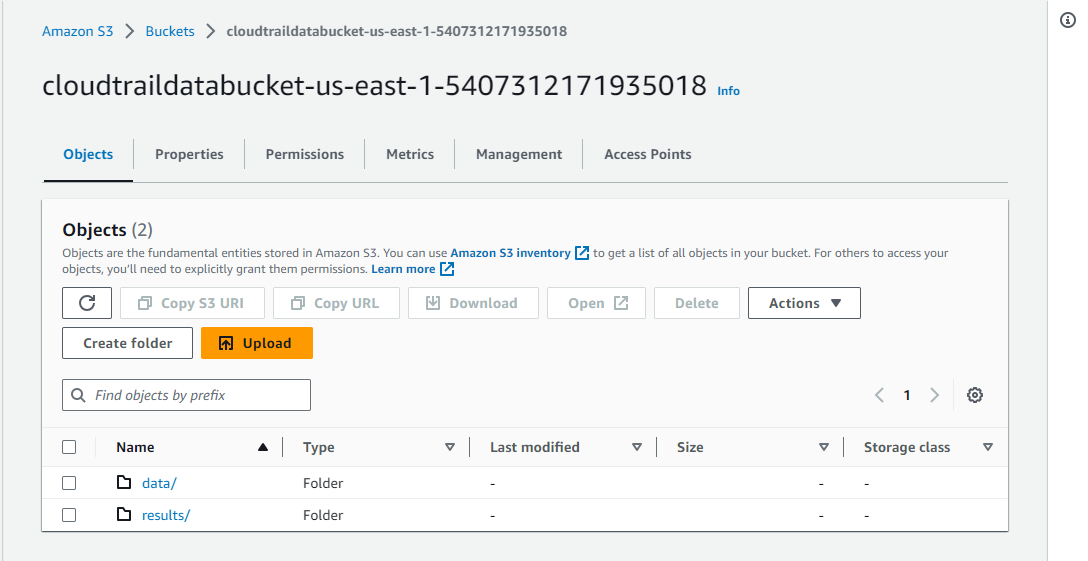 Amazon S3 > Buckets > cloudtraildatabucket-us-east-1-5407312171935018
cloudtraildatabucket-us-east-1-5407312171935018 Info
Objects Properties Permissions Metrics Management Access Points
Objects (2)
Objects are the fundamental entities stored in Amazon S3. You can use Amazon S3 inventory to get a list of all objects in your bucket. For others to access your
objects, you'll need to explicitly grant them permissions. Learn more
Copy S3 URI Copy URL Download Open Delete Actions
Create folder Upload
Find objects by prefix 1
Name Type Last modified Size Storage class
data/ Folder - - -
results/ Folder - - -